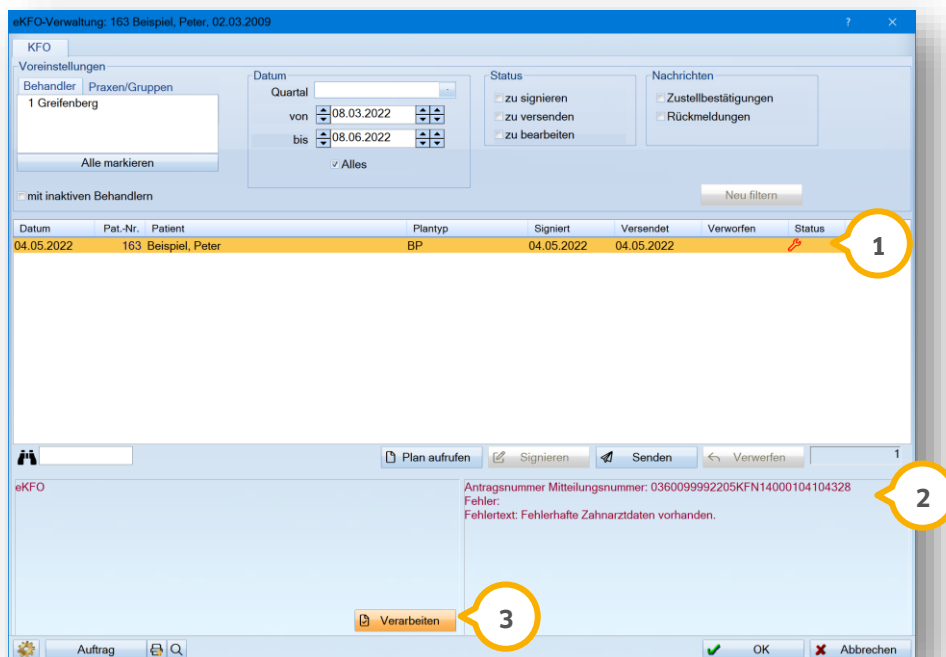 eKFO-Verwaltung: 163 Beispiel, Peter, 02.03.2009
?
KFO
Voreinstellungen
Behandler Praxen/Gruppen
1 Greifenberg
Alle markieren
mit inaktiven Behandlern
Datum
Quartal
von 08.03.2022
bis 08.06.2022
Alles
Status
zu signieren
zu versenden
zu bearbeiten
Nachrichten
Zustellbestätigungen
Rückmeldungen
Neu filtern
Datum Pat.-Nr. Patient Plantyp Signiert Versendet Verworfen Status
04.05.2022 163 Beispiel, Peter BP 04.05.2022 04.05.2022
1
Plan aufrufen Signieren Senden Verwerfen 1
eKFO
Antragsnummer Mitteilungsnummer: 0360099992205KFN14000104104328
Fehler:
Fehlertext: Fehlerhafte Zahnarztdaten vorhanden.
2
Verarbeiten
3
Auftrag OK Abbrechen